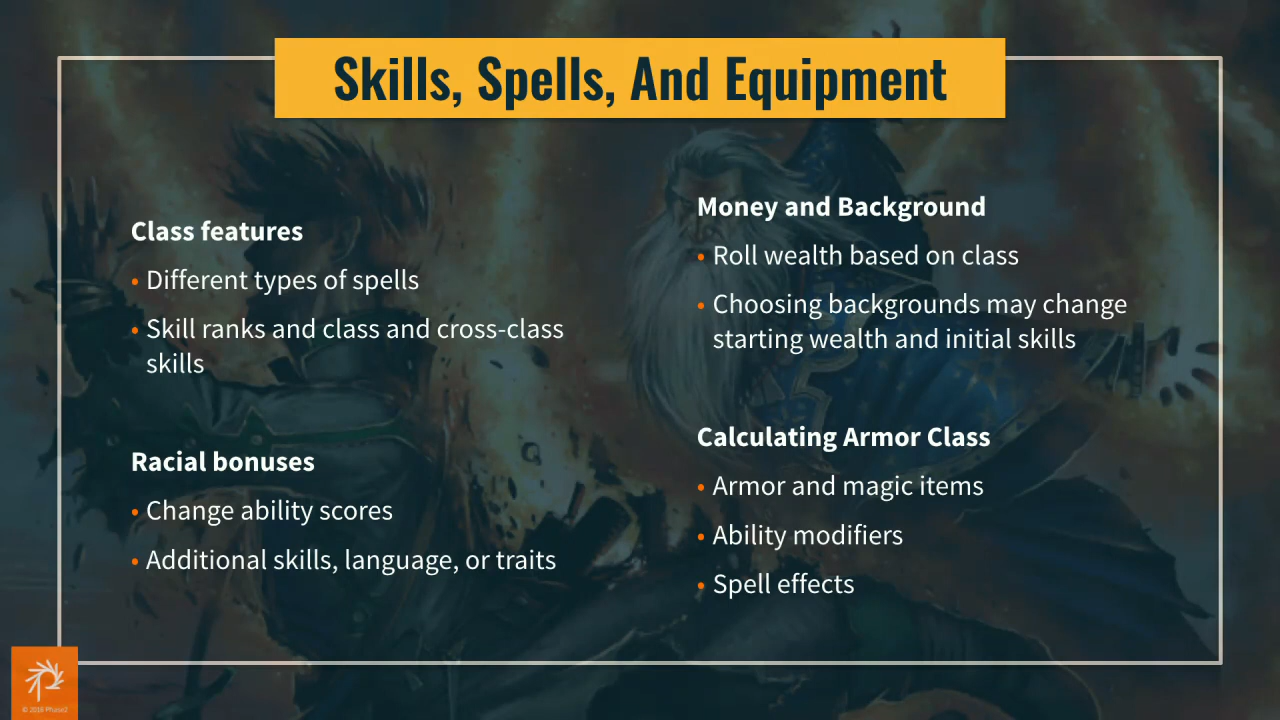 Skills, Spells, And Equipment
Class features
• Different types of spells
• Skill ranks and class and cross-class
skills
Racial bonuses
• Change ability scores
• Additional skills, language, or traits
Money and Background
• Roll wealth based on class
• Choosing backgrounds may change
starting wealth and initial skills
Calculating Armor Class
• Armor and magic items
• Ability modifiers
• Spell effects
© 2018 Phase2